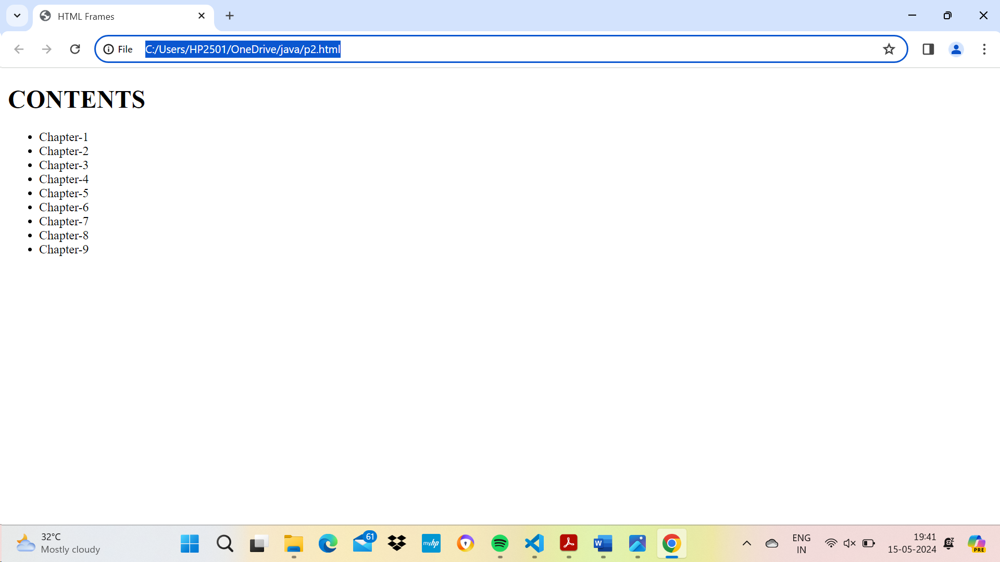 HTML Frames
File C:/Users/HP2501/OneDrive/java/p2.html
CONTENTS
Chapter-1
Chapter-2
Chapter-3
Chapter-4
Chapter-5
Chapter-6
Chapter-7
Chapter-8
Chapter-9
32°C
Mostly cloudy
61
myhp
W
ENG
IN
19:41
15-05-2024
PRE